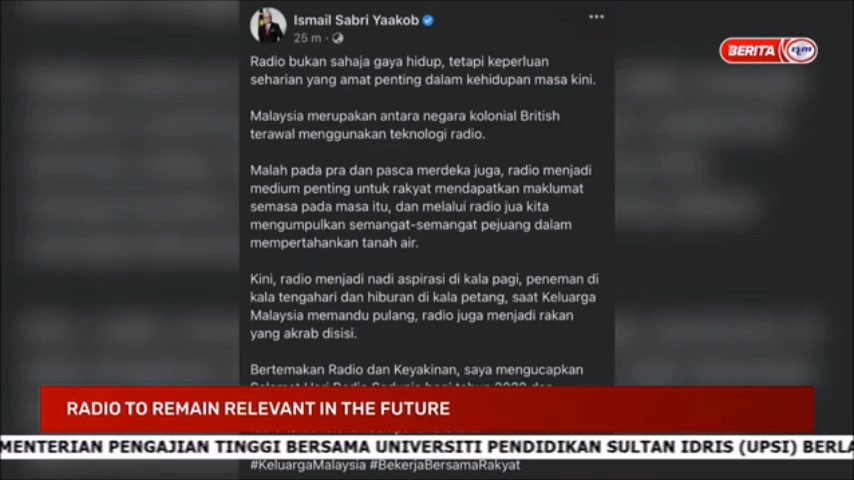 Ismail Sabri Yaakob
25 m ·
BERITA rtm
Radio bukan sahaja gaya hidup, tetapi keperluan
seharian yang amat penting dalam kehidupan masa kini.
Malaysia merupakan antara negara kolonial British
terawal menggunakan teknologi radio.
Malah pada pra dan pasca merdeka juga, radio menjadi
medium penting untuk rakyat mendapatkan maklumat
semasa pada masa itu, dan melalui radio jua kita
mengumpulkan semangat-semangat pejuang dalam
mempertahankan tanah air.
Kini, radio menjadi nadi aspirasi di kala pagi, peneman di
kala tengahari dan hiburan di kala petang, saat Keluarga
Malaysia memandu pulang, radio juga menjadi rakan
yang akrab disisi.
Bertemakan Radio dan Keyakinan, saya mengucapkan
RADIO TO REMAIN RELEVANT IN THE FUTURE
MENTERIAN PENGAJIAN TINGGI BERSAMA UNIVERSITI PENDIDIKAN SULTAN IDRIS (UPSI) BERLA
#KeluargaMalaysia #BekerjaBersamaRakyat